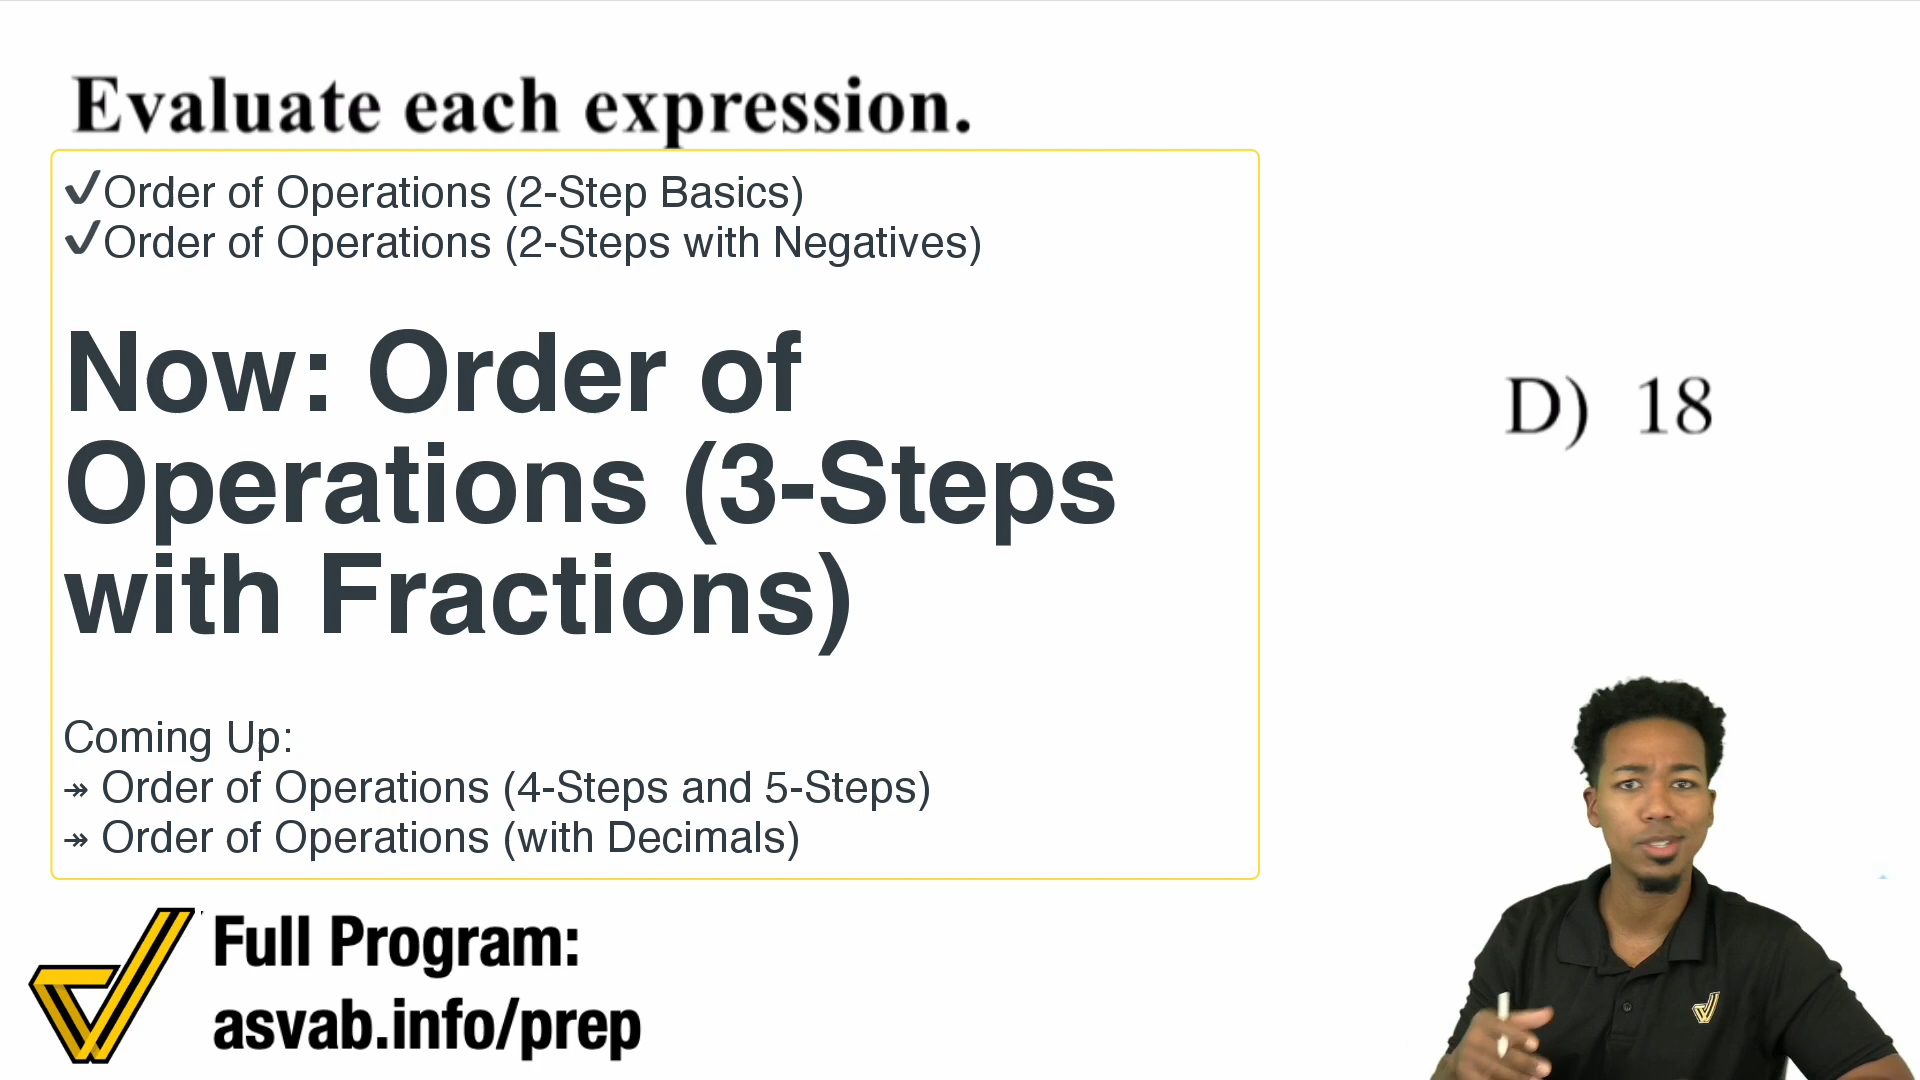 Evaluate each expression.
✓Order of Operations (2-Step Basics)
✓Order of Operations (2-Steps with Negatives)
Now: Order of
Operations (3-Steps
with Fractions)
D) 18
Coming Up:
↠ Order of Operations (4-Steps and 5-Steps)
↠ Order of Operations (with Decimals)
Full Program:
asvab.info/prep